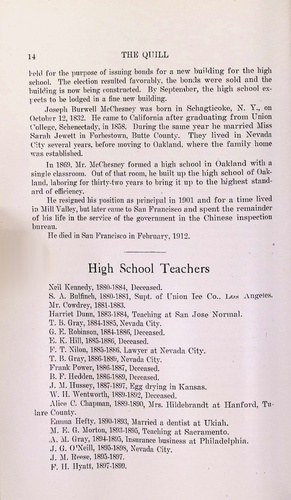 14 THE QUILL
held for the purpose of issuing bonds for a new building for the high
school. The election resulted favorably, the bonds were sold and the
building is now being constructed. By September, the high school ex-
pects to be lodged in a fine new building.
Joseph Burwell McChesney was born in Schagticoke, N. Y., on
October 12, 1832. He came to California after graduating from Union
College, Schenectady, in 1858. During the same year he married Miss
Sarah Jewett in Forbestown, Butte County. They lived in Nevada
City several years, before moving to Oakland, where the family home
was established.
In 1869, Mr. McChesney formed a high school in Oakland with a
single classroom. Out of that room, he built up the high school of Oak-
land, laboring for thirty-two years to bring it up to the highest stand-
ard of efficiency.
He resigned his position as principal in 1901 and for a time lived
in Mill Valley, but later came to San Francisco and spent the remainder
of his life in the service of the government in the Chinese inspection
bureau.
He died in San Francisco in February, 1912.
High School Teachers
Neil Kennedy, 1880-1884, Deceased.
S. A. Bulfinch, 1880-1881, Supt. of Union Ice Co., Los Angeles.
Mr. Cowdrey, 1881-1883.
Harriet Dunn, 1883-1884, Teaching at San Jose Normal.
T. B. Gray, 1884-1885, Nevada City.
G. E. Robinson, 1884-1886, Deceased.
E. K. Hill, 1885-1886, Deceased.
F. T. Nilon, 1885-1886, Lawyer at Nevada City.
T. B. Gray, 1886-1889, Nevada City.
Frank Power, 1886-1887, Deceased.
B. F. Hedden, 1886-1889, Deceased.
J. M. Hussey, 1887-1897, Egg drying in Kansas.
W. H. Wentworth, 1889-1892, Deceased.
Alice C. Chapman, 1889-1890, Mrs. Hildebrandt at Hanford, Tu-
lare County.
Emma Hefty, 1890-1893, Married a dentist at Ukiah.
M. E. G. Morton, 1893-1895, Teaching at Sacramento.
A. M. Gray, 1894-1895, Insurance business at Philadelphia.
J. G. O'Neill, 1895-1898, Nevada City.
J. M. Reese, 1895-1897.
F. H. Hyatt, 1897-1899.